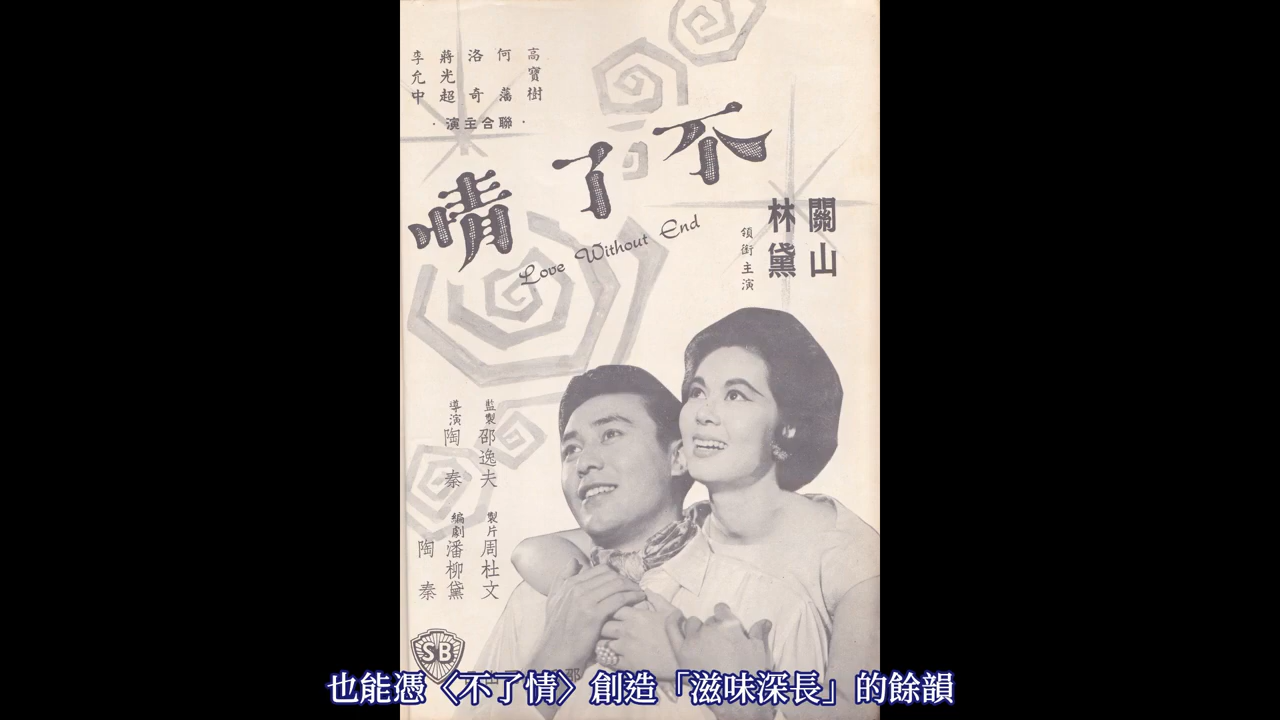 高寶樹
何藩
洛奇
蔣光超
李允中
·聯合主演·
不了情
Love Without End
關山
林黛
領銜主演
監製 邵逸夫
導演 陶秦
製片 周杜文
編劇 潘柳黛
陶秦
SB
也能憑〈不了情〉創造「滋味深長」的餘韻